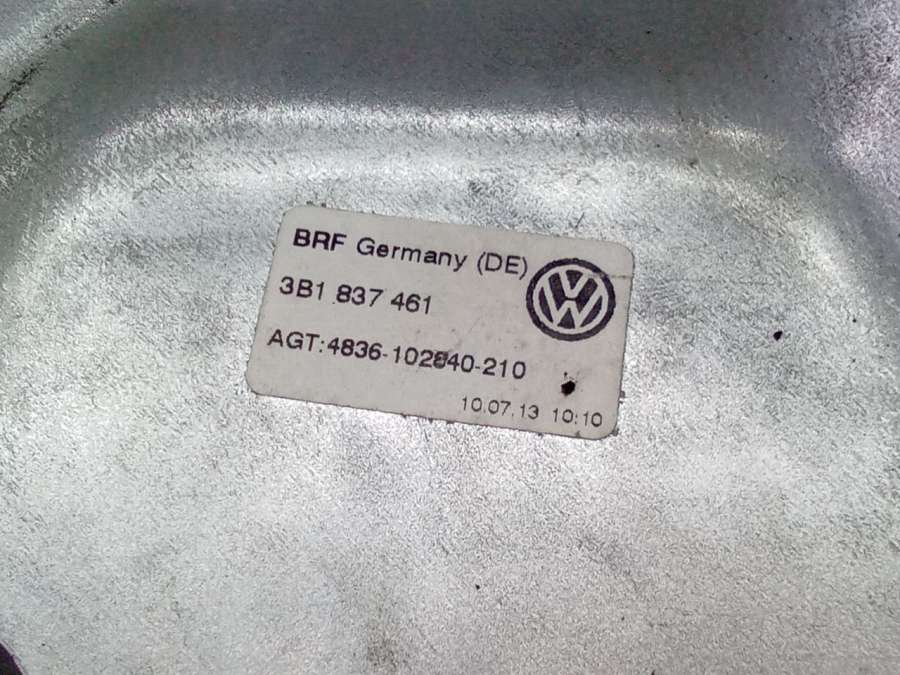 BRF Germany (DE)
3B1 837 461
AGT:4836-102840-210
10.07.13 10:10